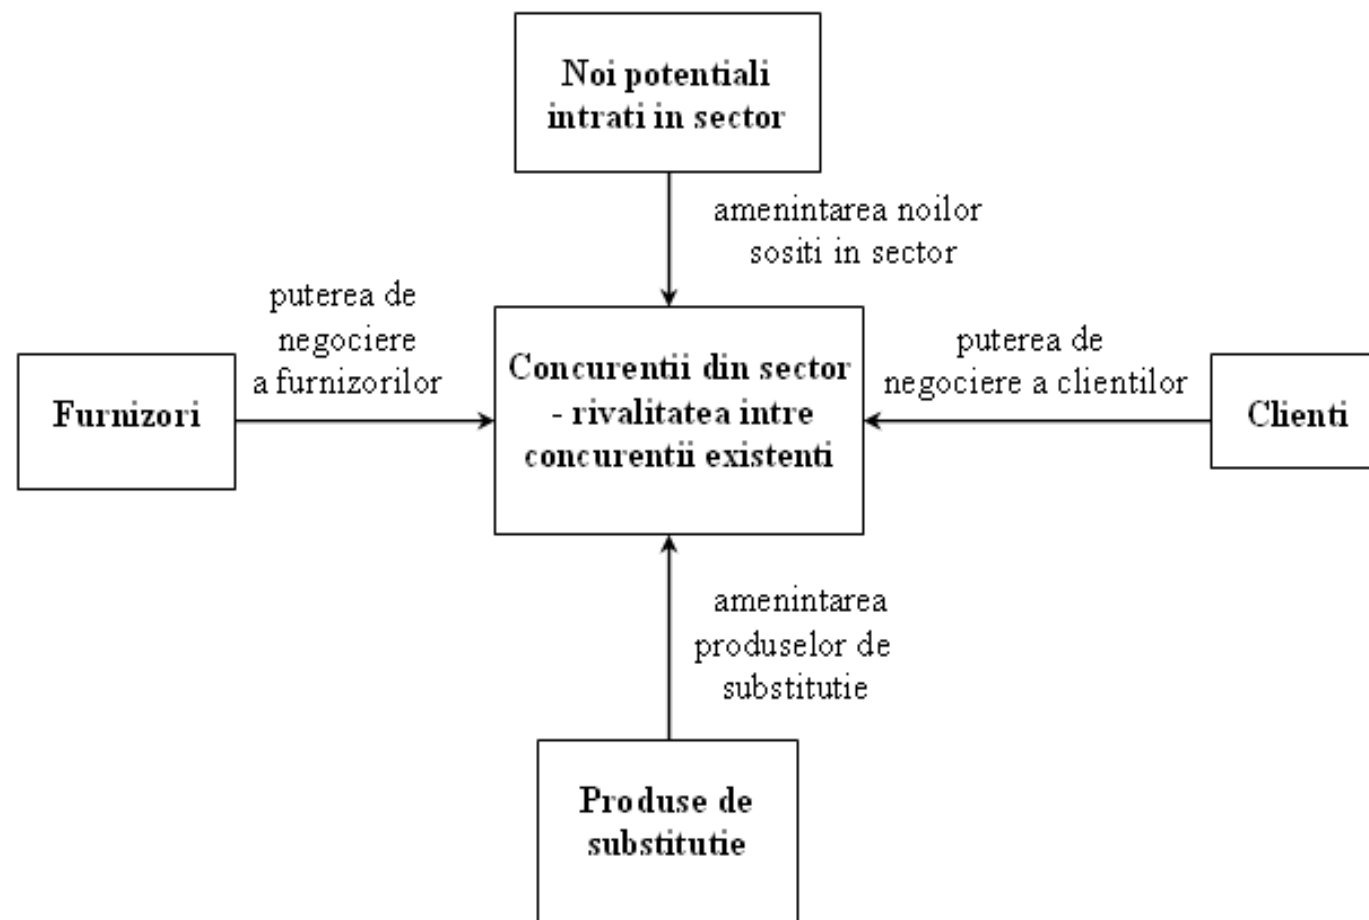 Noi potentiali
intrati in sector
amenintarea noilor
sositi in sector
puterea de
negociere
a furnizorilor
Furnizori
Concurentii din sector
- rivalitatea intre
concurentii existenti
puterea de
negociere a clientilor
Clienti
amenintarea
produselor de
substitutie
Produse de
substitutie